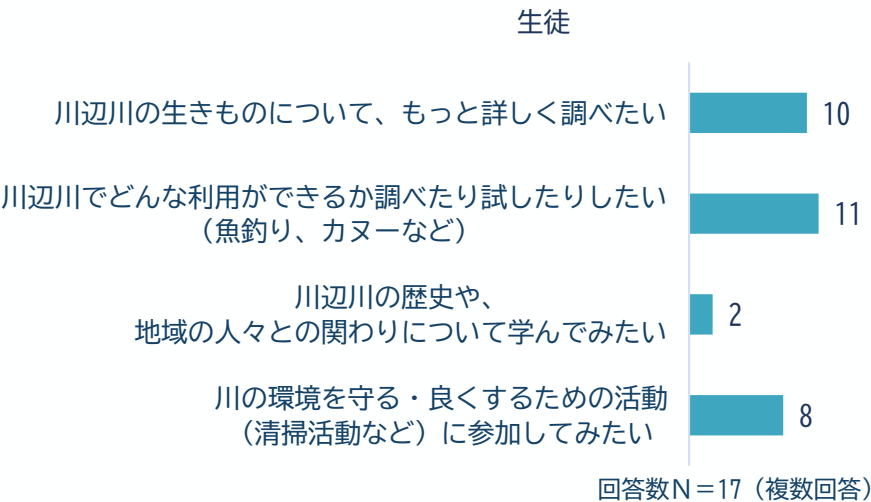 生徒
川辺川の生きものについて、もっと詳しく調べたい
10
川辺川でどんな利用ができるか調べたり試したりしたい
（魚釣り、カヌーなど）
11
川辺川の歴史や、
地域の人々との関わりについて学んでみたい
2
川の環境を守る・良くするための活動
（清掃活動など）に参加してみたい
8
回答数Ｎ＝17（複数回答）